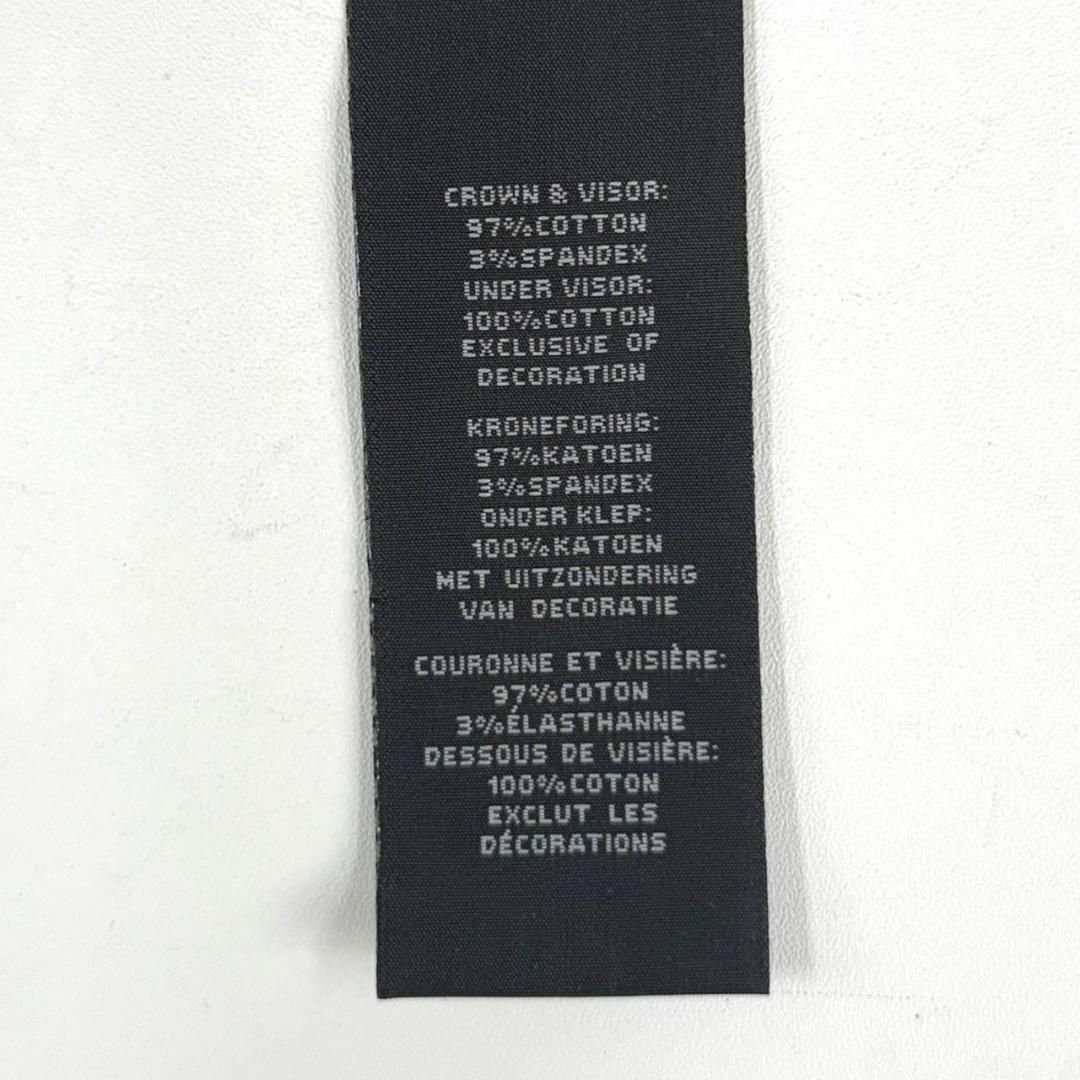 CROWN & VISOR:
97%COTTON
3%SPANDEX
UNDER VISOR:
100%COTTON
EXCLUSIVE OF
DECORATION
KRONEFORING:
97%KATOEN
3%SPANDEX
ONDER KLEP:
100%KATOEN
MET UITZONDERING
VAN DECORATIE
COURONNE ET VISIÈRE:
97%COTON
3%ÉLASTHANNE
DESSOUS DE VISIÈRE:
100%COTON
EXCLUT LES
DÉCORATIONS